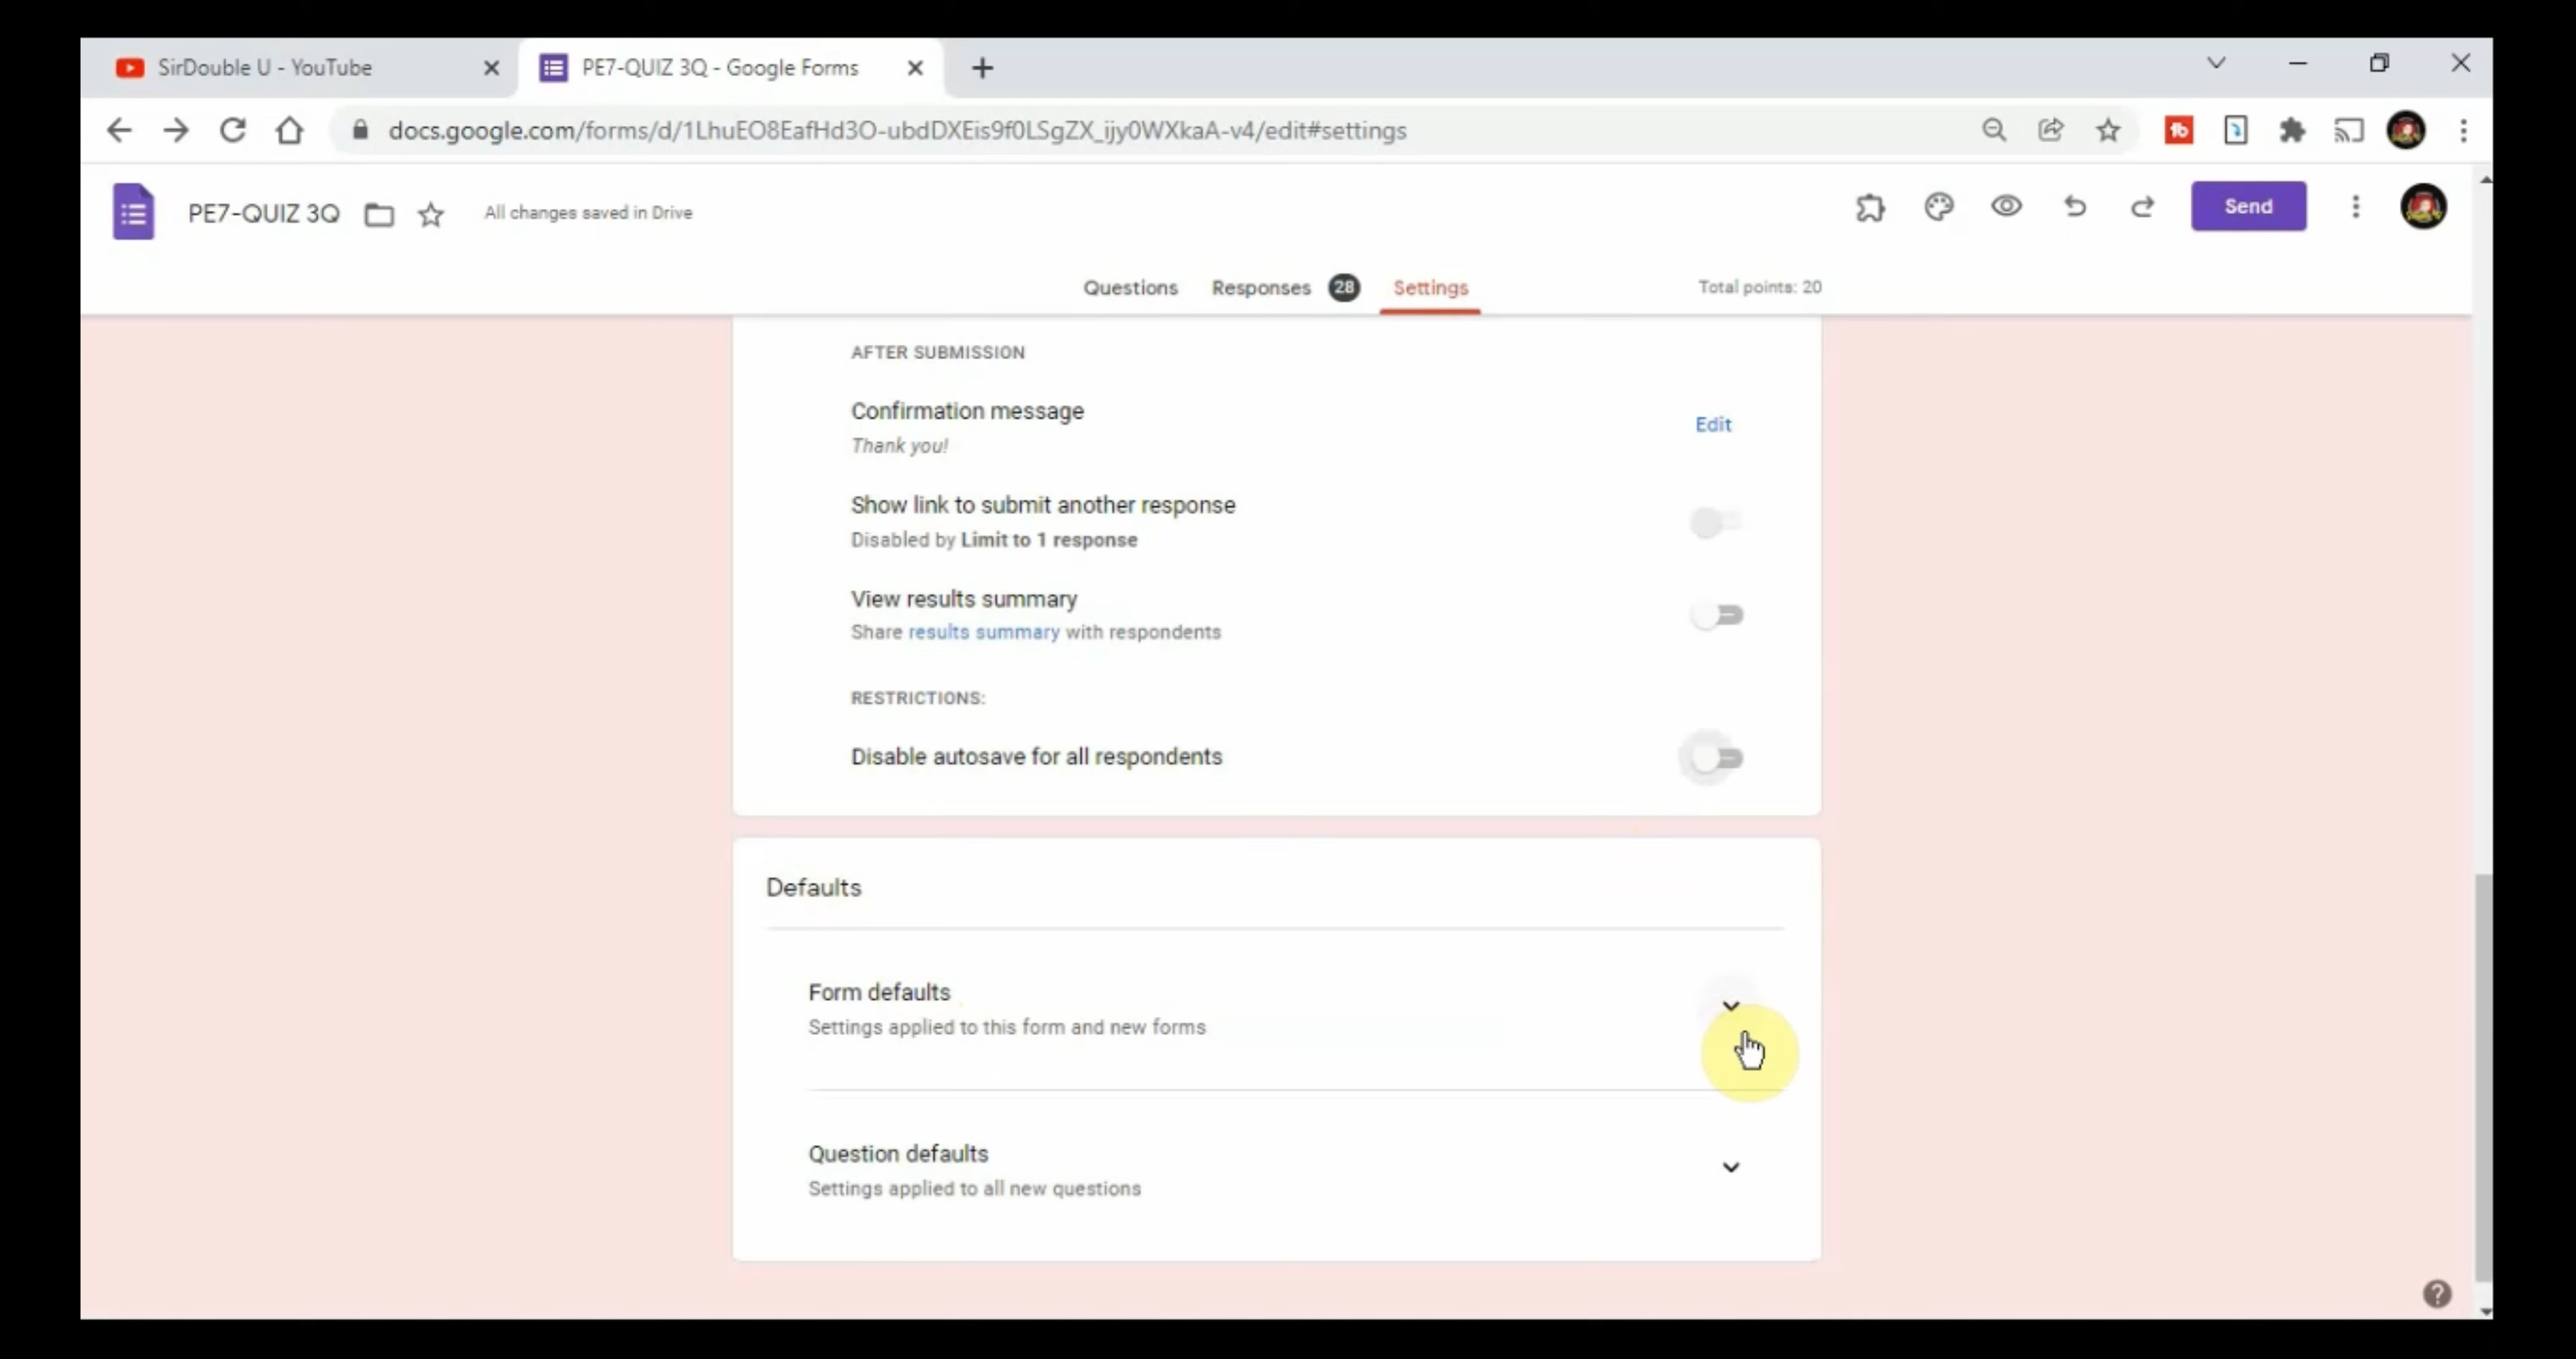 SirDouble U - YouTube
PE7-QUIZ 3Q - Google Forms
docs.google.com/forms/d/1LhuEO8EafHd3O-ubdDXEis9f0LSgZX_ijy0WXkaA-v4/edit#settings
PE7-QUIZ 3Q
All changes saved in Drive
Send
Questions
Responses 28
Settings
Total points: 20
AFTER SUBMISSION
Confirmation message
Edit
Thank you!
Show link to submit another response
Disabled by Limit to 1 response
View results summary
Share results summary with respondents
RESTRICTIONS:
Disable autosave for all respondents
Defaults
Form defaults
Settings applied to this form and new forms
Question defaults
Settings applied to all new questions